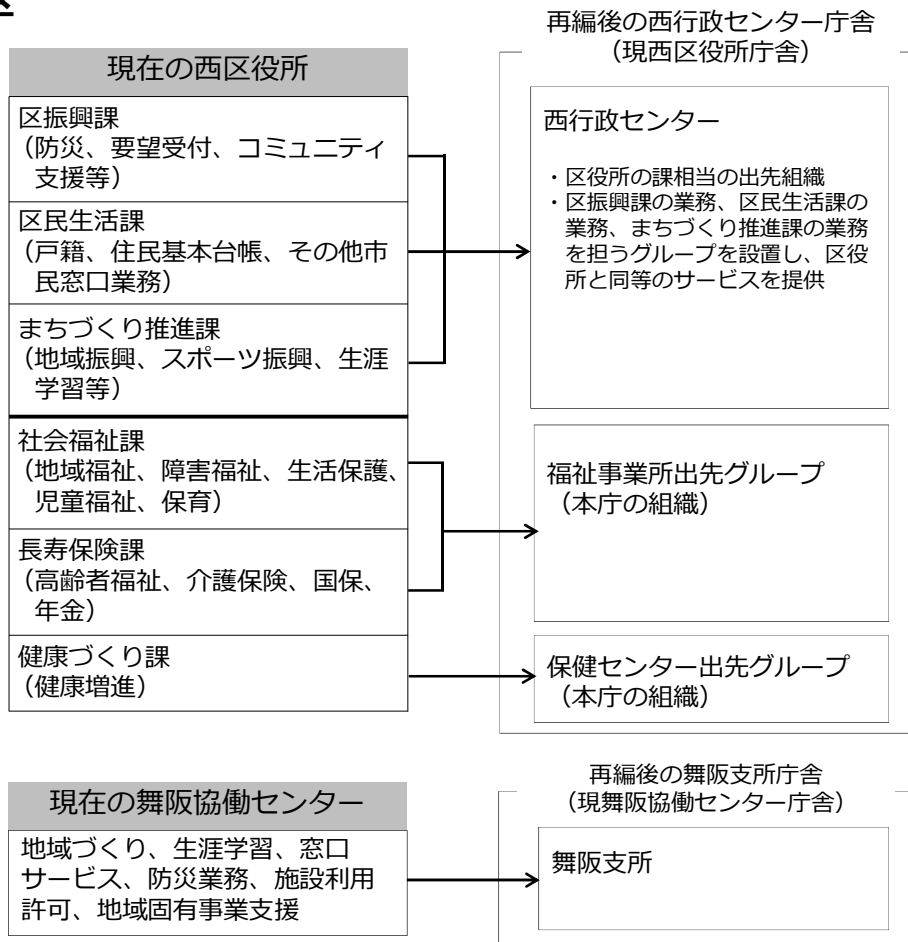 現在の西区役所
区振興課
（防災、要望受付、コミュニティ
支援等）
区民生活課
（戸籍、住民基本台帳、その他市
民窓口業務）
まちづくり推進課
（地域振興、スポーツ振興、生涯
学習等）
社会福祉課
（地域福祉、障害福祉、生活保護、
児童福祉、保育）
長寿保険課
（高齢者福祉、介護保険、国保、
年金）
健康づくり課
（健康増進）
再編後の西行政センター庁舎
（現西区役所庁舎）
西行政センター
・区役所の課相当の出先組織
・区振興課の業務、区民生活課の
業務、まちづくり推進課の業務
を担うグループを設置し、区役
所と同等のサービスを提供
福祉事業所出先グループ
（本庁の組織）
保健センター出先グループ
（本庁の組織）
現在の舞阪協働センター
地域づくり、生涯学習、窓口
サービス、防災業務、施設利用
許可、地域固有事業支援
再編後の舞阪支所庁舎
（現舞阪協働センター庁舎）
舞阪支所